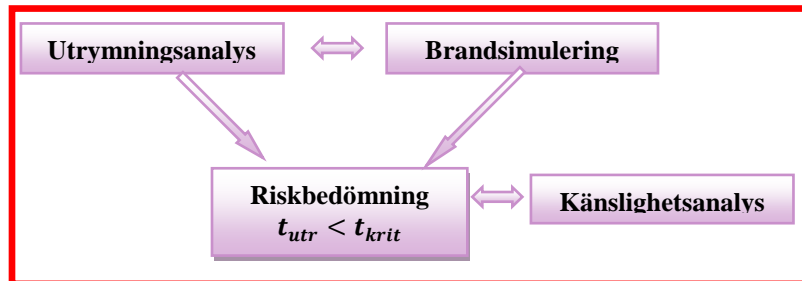 Utrymningsanalys
Brandsimulering
Riskbedömning
t_utr < t_krit
Känslighetsanalys